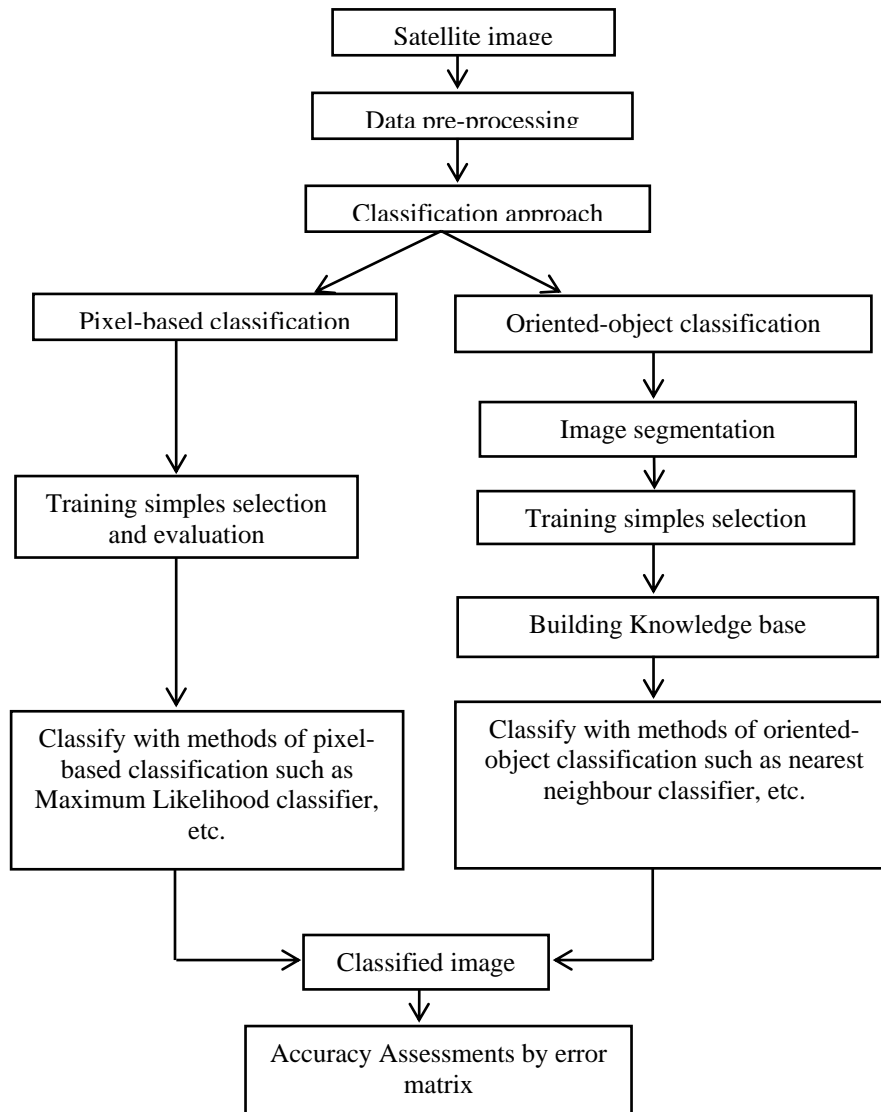 Satellite image
Data pre-processing
Classification approach
Pixel-based classification
Oriented-object classification
Image segmentation
Training simples selection
and evaluation
Training simples selection
Building Knowledge base
Classify with methods of pixel-
based classification such as
Maximum Likelihood classifier,
etc.
Classify with methods of oriented-
object classification such as nearest
neighbour classifier, etc.
Classified image
Accuracy Assessments by error
matrix